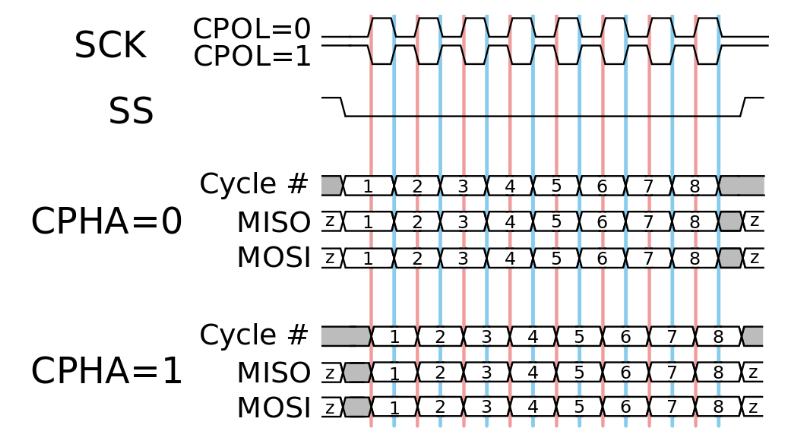 SCK CPOL=0
CPOL=1
SS
Cycle # 1 2 3 4 5 6 7 8
CPHA=0 MISO z 1 2 3 4 5 6 7 8 z
MOSI z 1 2 3 4 5 6 7 8 z
Cycle # 1 2 3 4 5 6 7 8
CPHA=1 MISO z 1 2 3 4 5 6 7 8 z
MOSI z 1 2 3 4 5 6 7 8 z